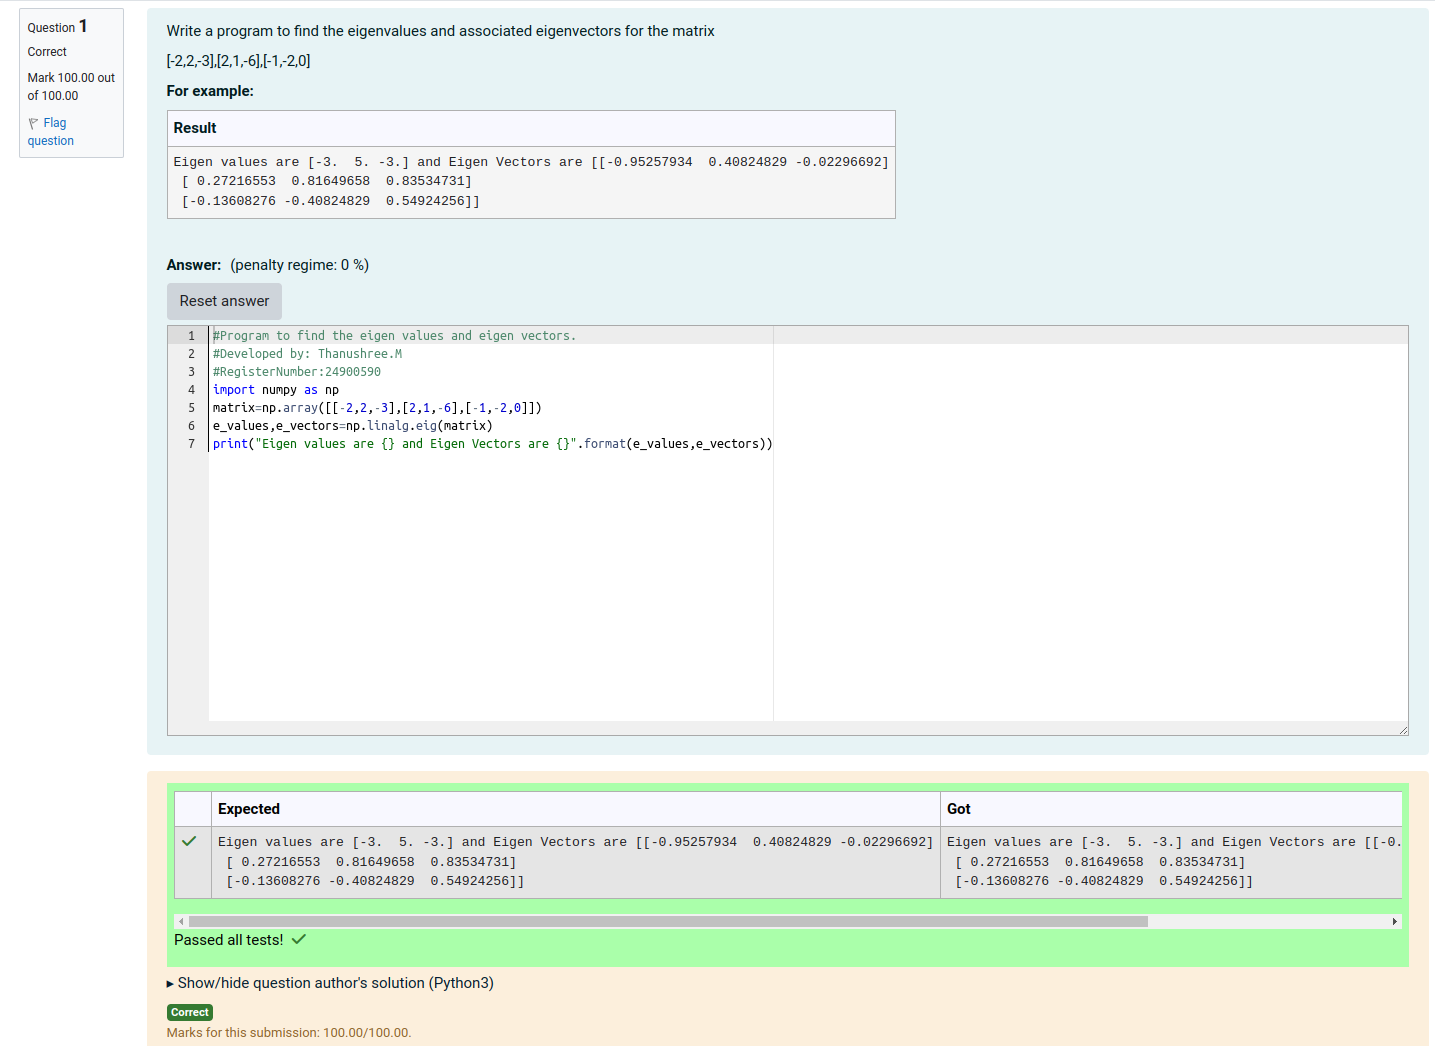 Question 1
Correct
Mark 100.00 out
of 100.00
Flag
question
Write a program to find the eigenvalues and associated eigenvectors for the matrix
[-2,2,-3],[2,1,-6],[-1,-2,0]
For example:
Result
Eigen values are [-3.  5. -3.] and Eigen Vectors are [[-0.95257934  0.40824829 -0.02296692]
 [ 0.27216553  0.81649658  0.83534731]
 [-0.13608276 -0.40824829  0.54924256]]
Answer: (penalty regime: 0 %)
Reset answer
1 #Program to find the eigen values and eigen vectors.
2 #Developed by: Thanushree.M
3 #RegisterNumber:24900590
4 import numpy as np
5 matrix=np.array([[-2,2,-3],[2,1,-6],[-1,-2,0]])
6 e_values,e_vectors=np.linalg.eig(matrix)
7 print("Eigen values are {} and Eigen Vectors are {}".format(e_values,e_vectors))
Expected Got
Eigen values are [-3.  5. -3.] and Eigen Vectors are [[-0.95257934  0.40824829 -0.02296692] Eigen values are [-3.  5. -3.] and Eigen Vectors are [[-0.
 [ 0.27216553  0.81649658  0.83534731] [ 0.27216553  0.81649658  0.83534731]
 [-0.13608276 -0.40824829  0.54924256]] [-0.13608276 -0.40824829  0.54924256]]
Passed all tests!
Show/hide question author's solution (Python3)
Correct
Marks for this submission: 100.00/100.00.